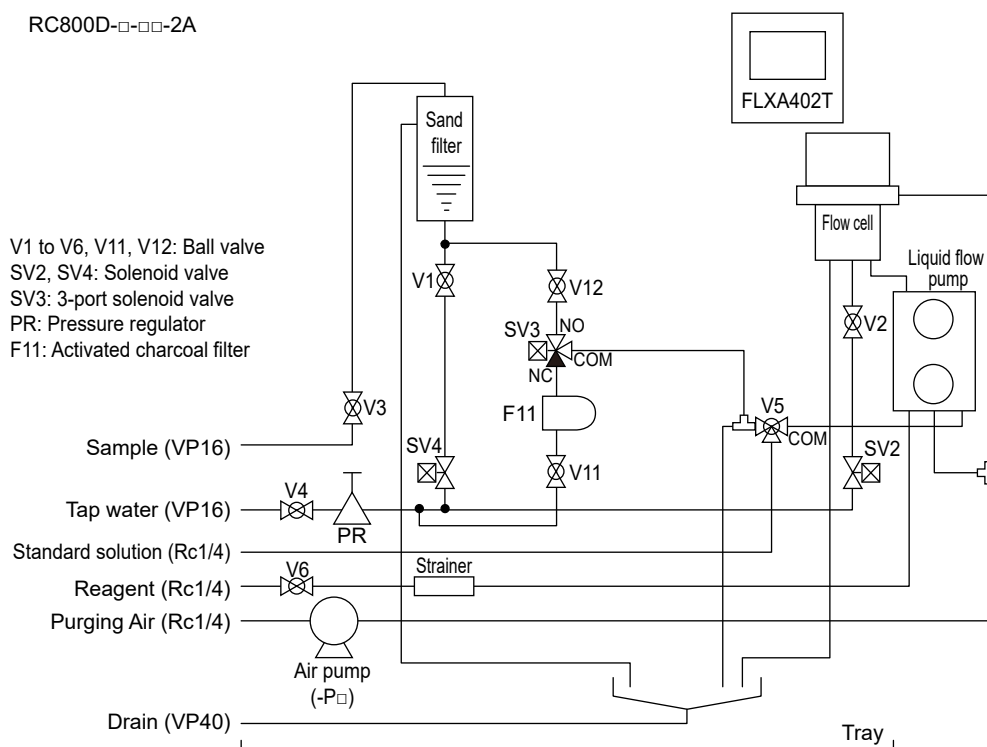 RC800D-□-□□-2A
FLXA402T
Sand
filter
Flow cell
Liquid flow
pump
V1 to V6, V11, V12: Ball valve
SV2, SV4: Solenoid valve
SV3: 3-port solenoid valve
PR: Pressure regulator
F11: Activated charcoal filter
V1
V12
V2
SV3
NO
COM
NC
V3
F11
V5
COM
Sample (VP16)
SV4
V11
SV2
V4
Tap water (VP16)
PR
Standard solution (Rc1/4)
V6
Strainer
Reagent (Rc1/4)
Purging Air (Rc1/4)
Air pump
(-P□)
Drain (VP40)
Tray